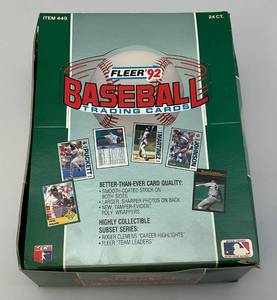 ITEM 440
24 CT.
FLEER '92
BASEBALL
TRADING CARDS
BETTER-THAN-EVER CARD QUALITY:
• SMOOTH-COATED STOCK ON
BOTH SIDES
• LARGER, SHARPER PHOTOS ON BACK
• NEW, TAMPER-EVIDENT
POLY WRAPPERS
HIGHLY COLLECTIBLE
SUBSET SERIES:
• ROGER CLEMENS "CAREER HIGHLIGHTS"
• FLEER "TEAM LEADERS"